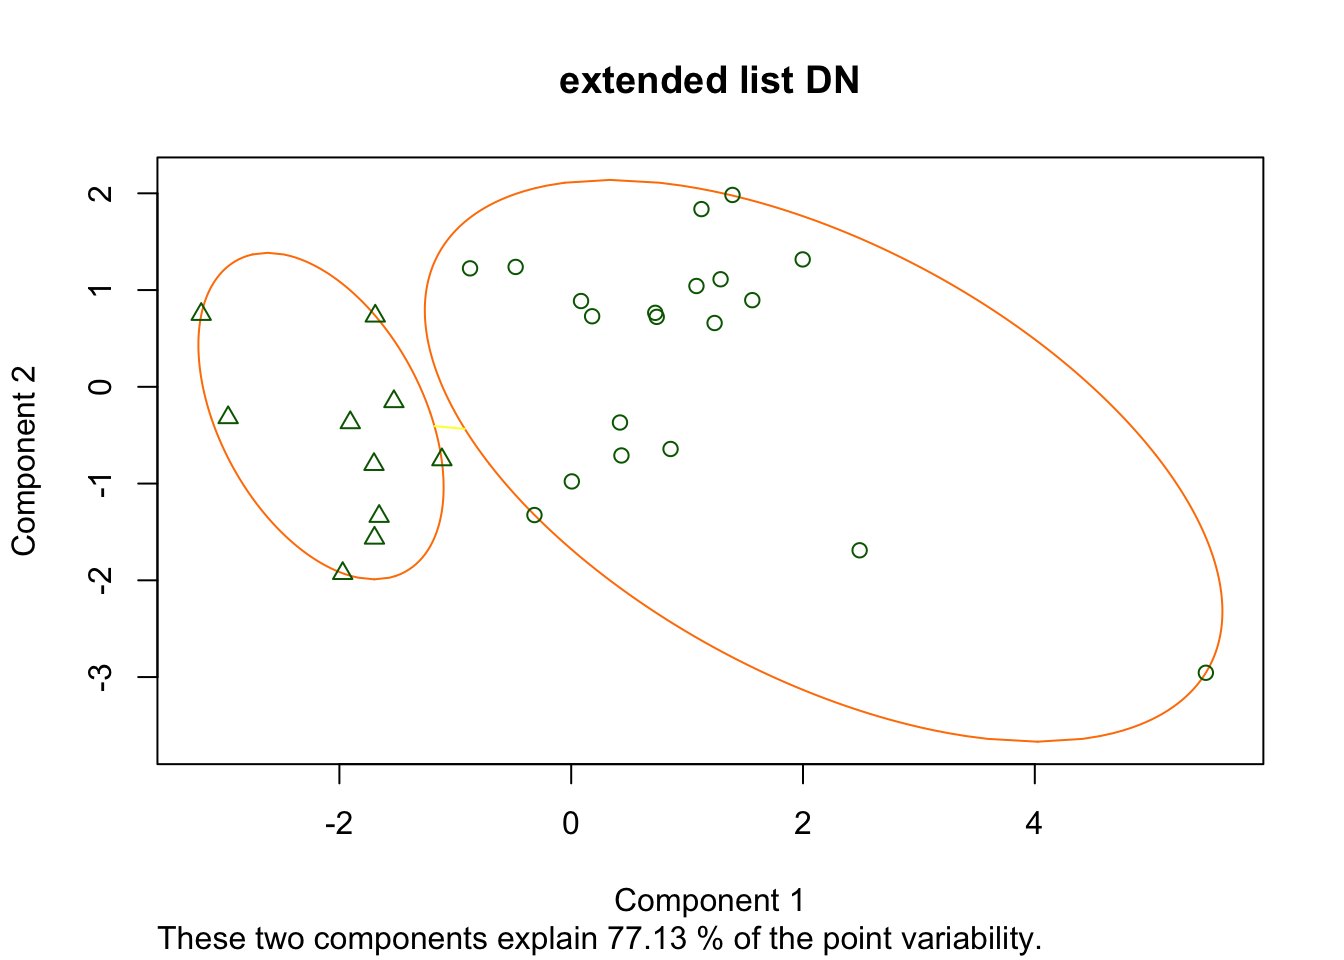 extended list DN
2
1
0
-1
-2
-3
Component 2
-2 0 2 4
Component 1
These two components explain 77.13 % of the point variability.